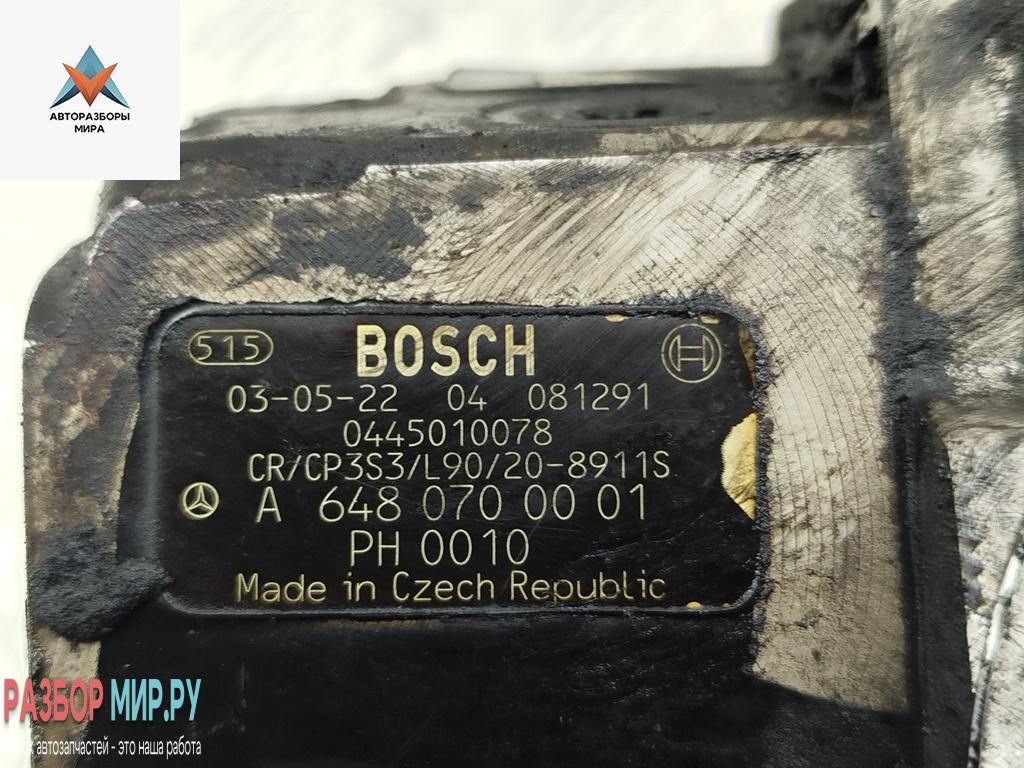 АВТОРАЗБОРЫ
МИРА
515 BOSCH
03-05-22 04 081291
0445010078
CR/CP3S3/L90/20-8911S
A 648 070 00 01
PH 0010
Made in Czech Republic
РАЗБОР МИР.РУ
автозапчастей - это наша работа